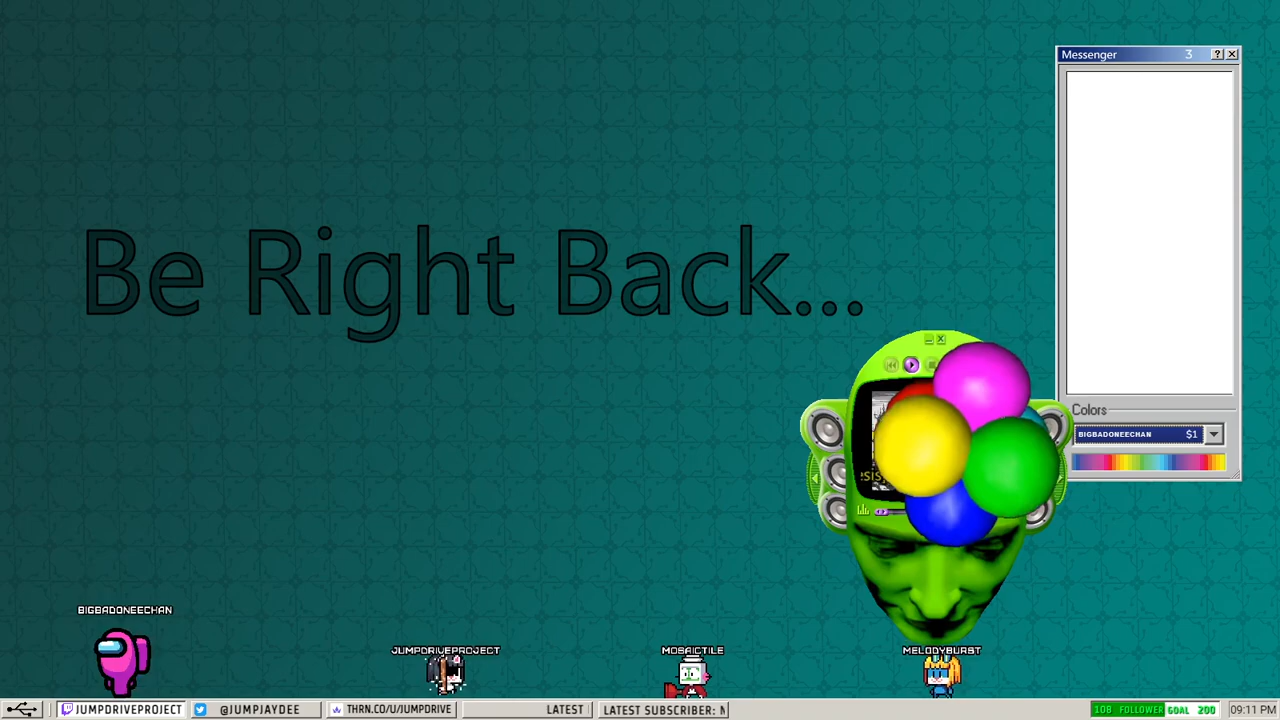 Messenger 3
Be Right Back...
Colors
BIGBADONEECHAN $1
BIGBADONEECHAN
JUMPDRIVEPROJECT
MOSAICTILE
MELODYBURST
JUMPDRIVEPROJECT
@JUMPJAYDEE
THRN.CO/U/JUMPDRIVE
LATEST
LATEST SUBSCRIBER: M
108 FOLLOWER GOAL 200
09:11 PM